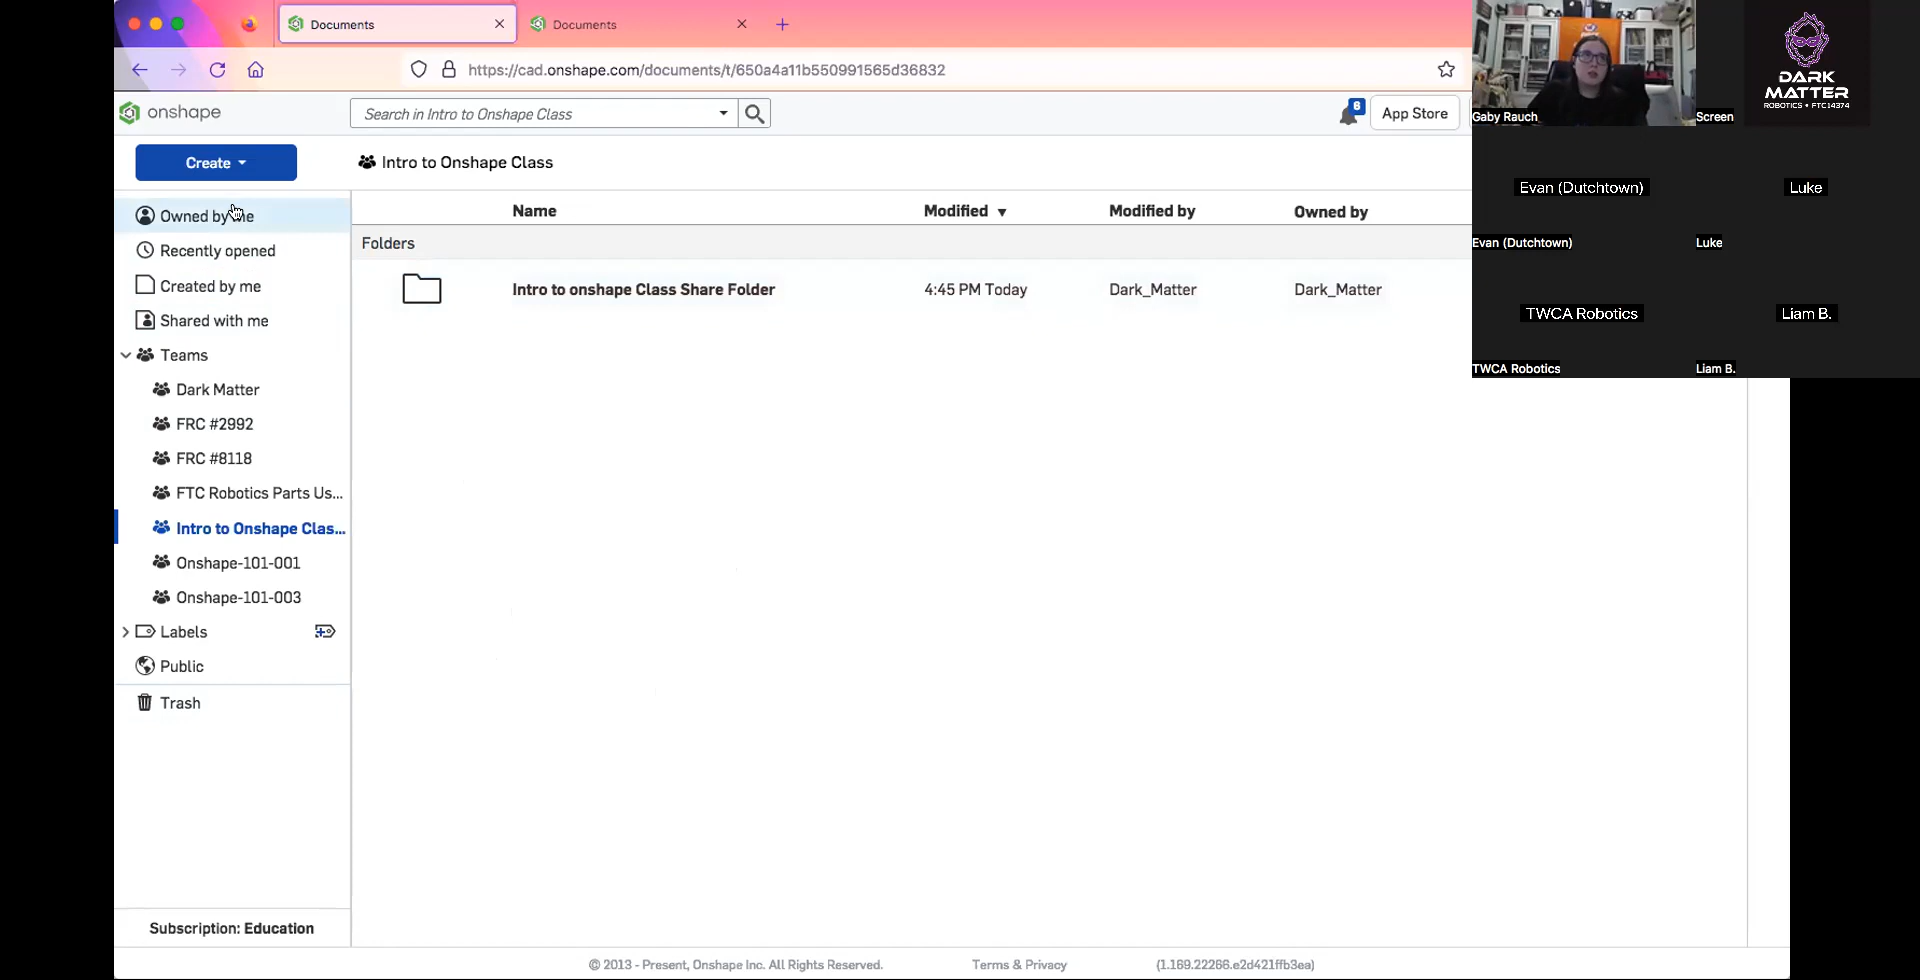 Documents
Documents
https://cad.onshape.com/documents/t/650a4a11b550991565d36832
onshape
Search in Intro to Onshape Class
6
App Store
Create
Intro to Onshape Class
Owned by me
Recently opened
Created by me
Shared with me
Teams
Dark Matter
FRC #2992
FRC #8118
FTC Robotics Parts Us...
Intro to Onshape Clas...
Onshape-101-001
Onshape-101-003
Labels
Public
Trash
Subscription: Education
Name
Modified
Modified by
Owned by
Folders
Intro to onshape Class Share Folder
4:45 PM Today
Dark_Matter
Dark_Matter
© 2013 - Present, Onshape Inc. All Rights Reserved.
Terms & Privacy
(1.169.22266.e2d421ffb3ea)
Gaby Rauch
Screen
DARK
MATTER
ROBOTICS • FTC14374
Evan (Dutchtown)
Luke
Evan (Dutchtown)
Luke
TWCA Robotics
Liam B.
TWCA Robotics
Liam B.